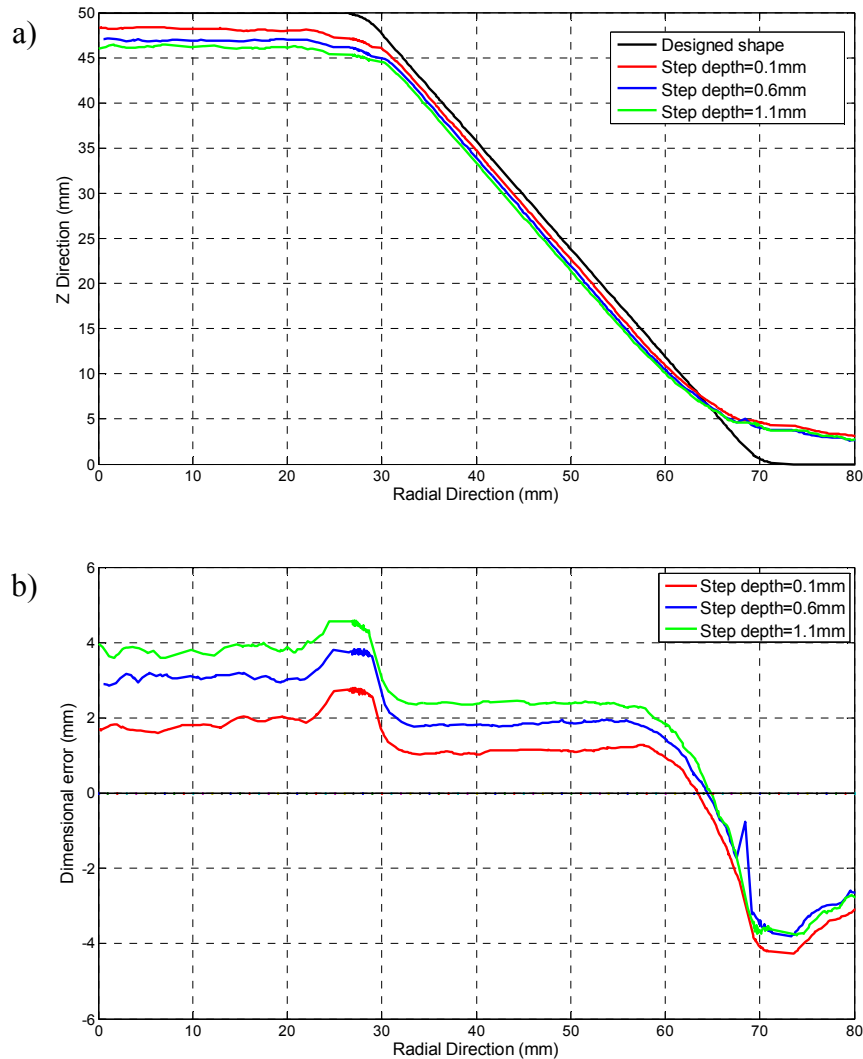 a)
50
45
40
35
30
25
20
15
10
5
0
Z Direction (mm)
Designed shape
Step depth=0.1mm
Step depth=0.6mm
Step depth=1.1mm
0 10 20 30 40 50 60 70 80
Radial Direction (mm)
b)
6
4
2
0
-2
-4
-6
Dimensional error (mm)
Step depth=0.1mm
Step depth=0.6mm
Step depth=1.1mm
0 10 20 30 40 50 60 70 80
Radial Direction (mm)